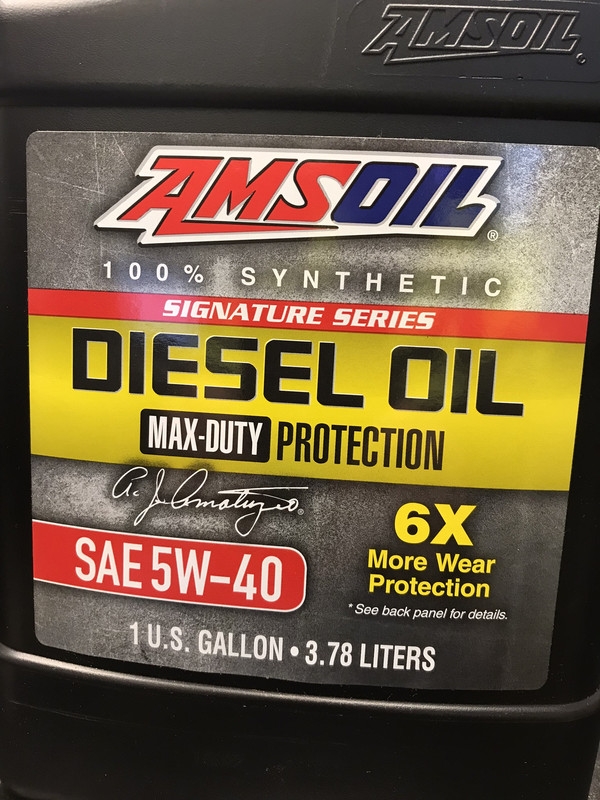 AMSOIL
AMSOIL®
100% SYNTHETIC
SIGNATURE SERIES
DIESEL OIL
MAX-DUTY PROTECTION
A. J. Amatuzio®
SAE 5W-40
6X
More Wear
Protection
* See back panel for details.
1 U.S. GALLON • 3.78 LITERS